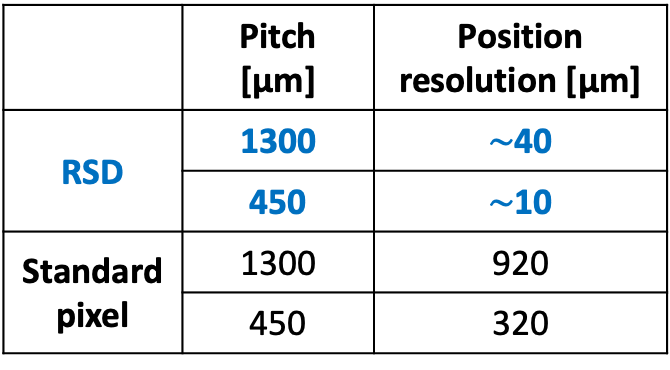 Pitch
[μm]
Position
resolution [μm]
RSD
1300
~40
450
~10
Standard
pixel
1300
920
450
320